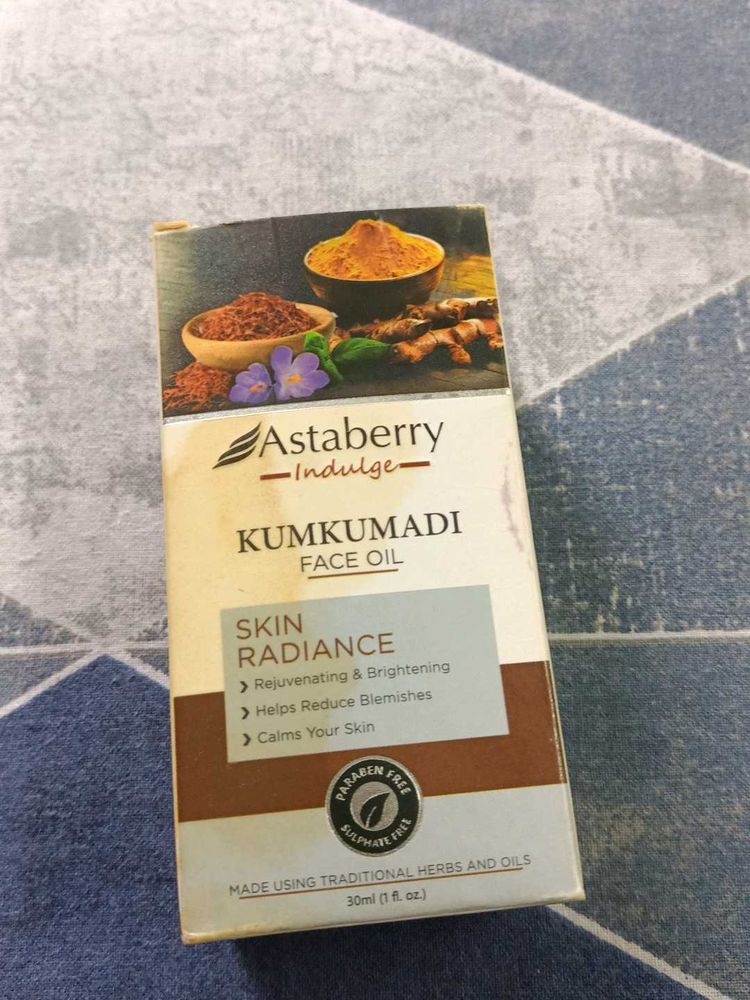 Astaberry
Indulge
KUMKUMADI
FACE OIL
SKIN
RADIANCE
❯ Rejuvenating & Brightening
❯ Helps Reduce Blemishes
❯ Calms Your Skin
PARABEN FREE
SULPHATE FREE
MADE USING TRADITIONAL HERBS AND OILS
30ml (1 fl. oz.)